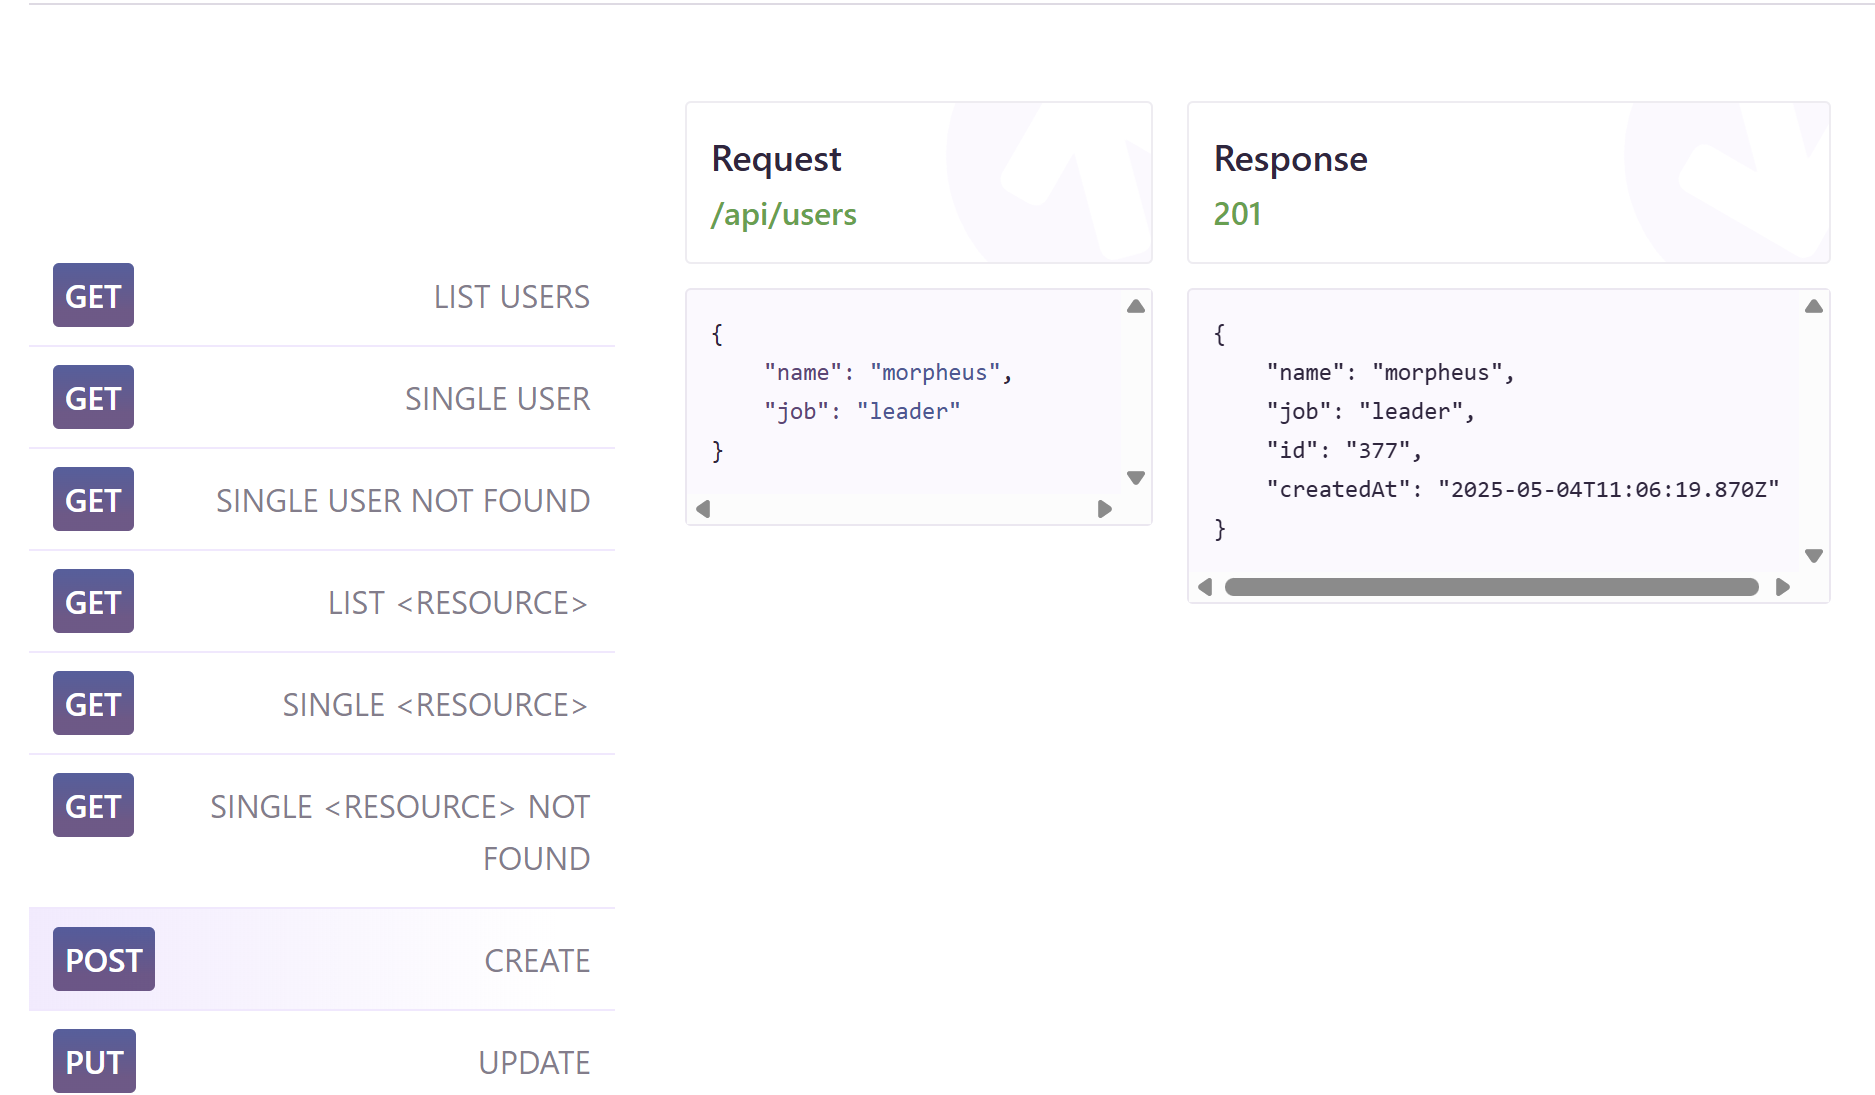 GET LIST USERS
GET SINGLE USER
GET SINGLE USER NOT FOUND
GET LIST <RESOURCE>
GET SINGLE <RESOURCE>
GET SINGLE <RESOURCE> NOT
FOUND
POST CREATE
PUT UPDATE
Request
/api/users
{
    "name": "morpheus",
    "job": "leader"
}
Response
201
{
    "name": "morpheus",
    "job": "leader",
    "id": "377",
    "createdAt": "2025-05-04T11:06:19.870Z"
}